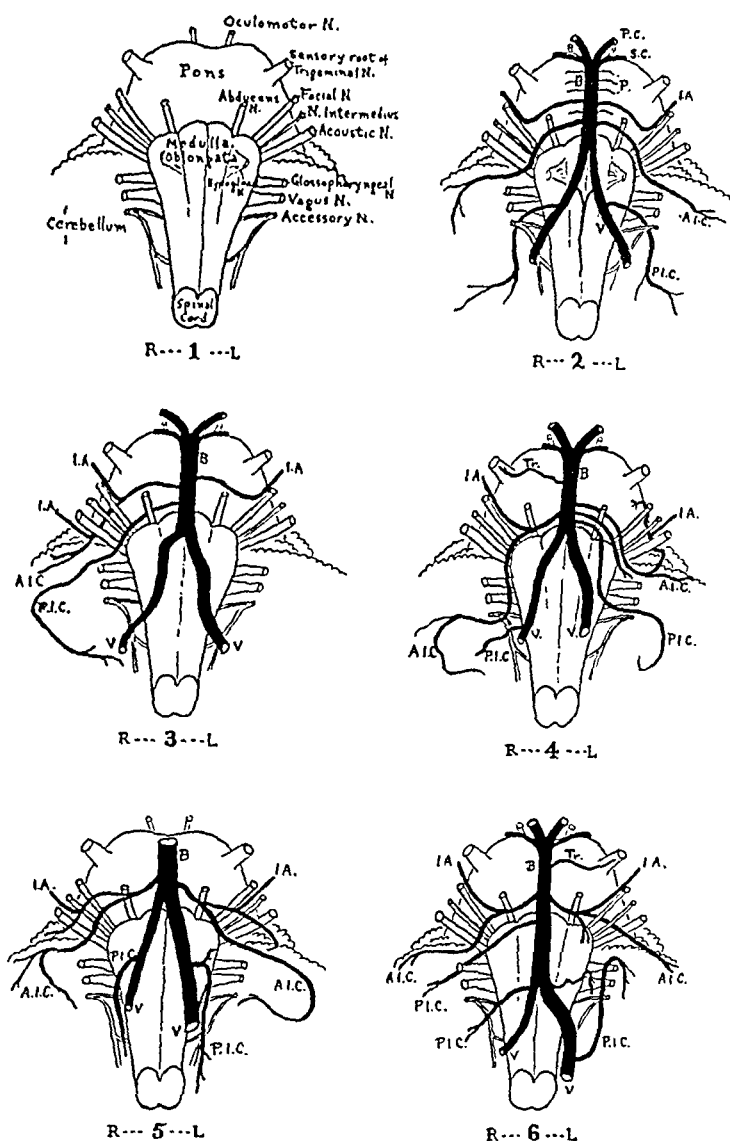 Oculomotor N.
Sensory root of
Trigeminal N.
Pons
Abducens
N.
Facial N
N. Intermedius
Acoustic N.
Medulla
Oblongata
Glossopharyngeal
N
Vagus N.
Accessory N.
Cerebellum
Spinal
Cord
R--- 1 ---L
P.C.
S.C.
B
P.
I.A
A.I.C.
V
P.I.C.
R--- 2 ---L
I.A
B
I.A
I.A.
A.I.C
P.I.C.
V
V
R--- 3 ---L
Tr.
B
I.A.
I.A.
A.I.C.
V.
V.
A.I.C
P.I.C
P.I.C.
R--- 4 ---L
B
I.A.
I.A.
P.I.C
A.I.C.
A.I.C.
V
V
P.I.C.
R--- 5 ---L
I.A
B
Tr.
I.A.
A.I.C.
A.I.C.
P.I.C.
P.I.C.
P.I.C.
V
V
R--- 6 ---L